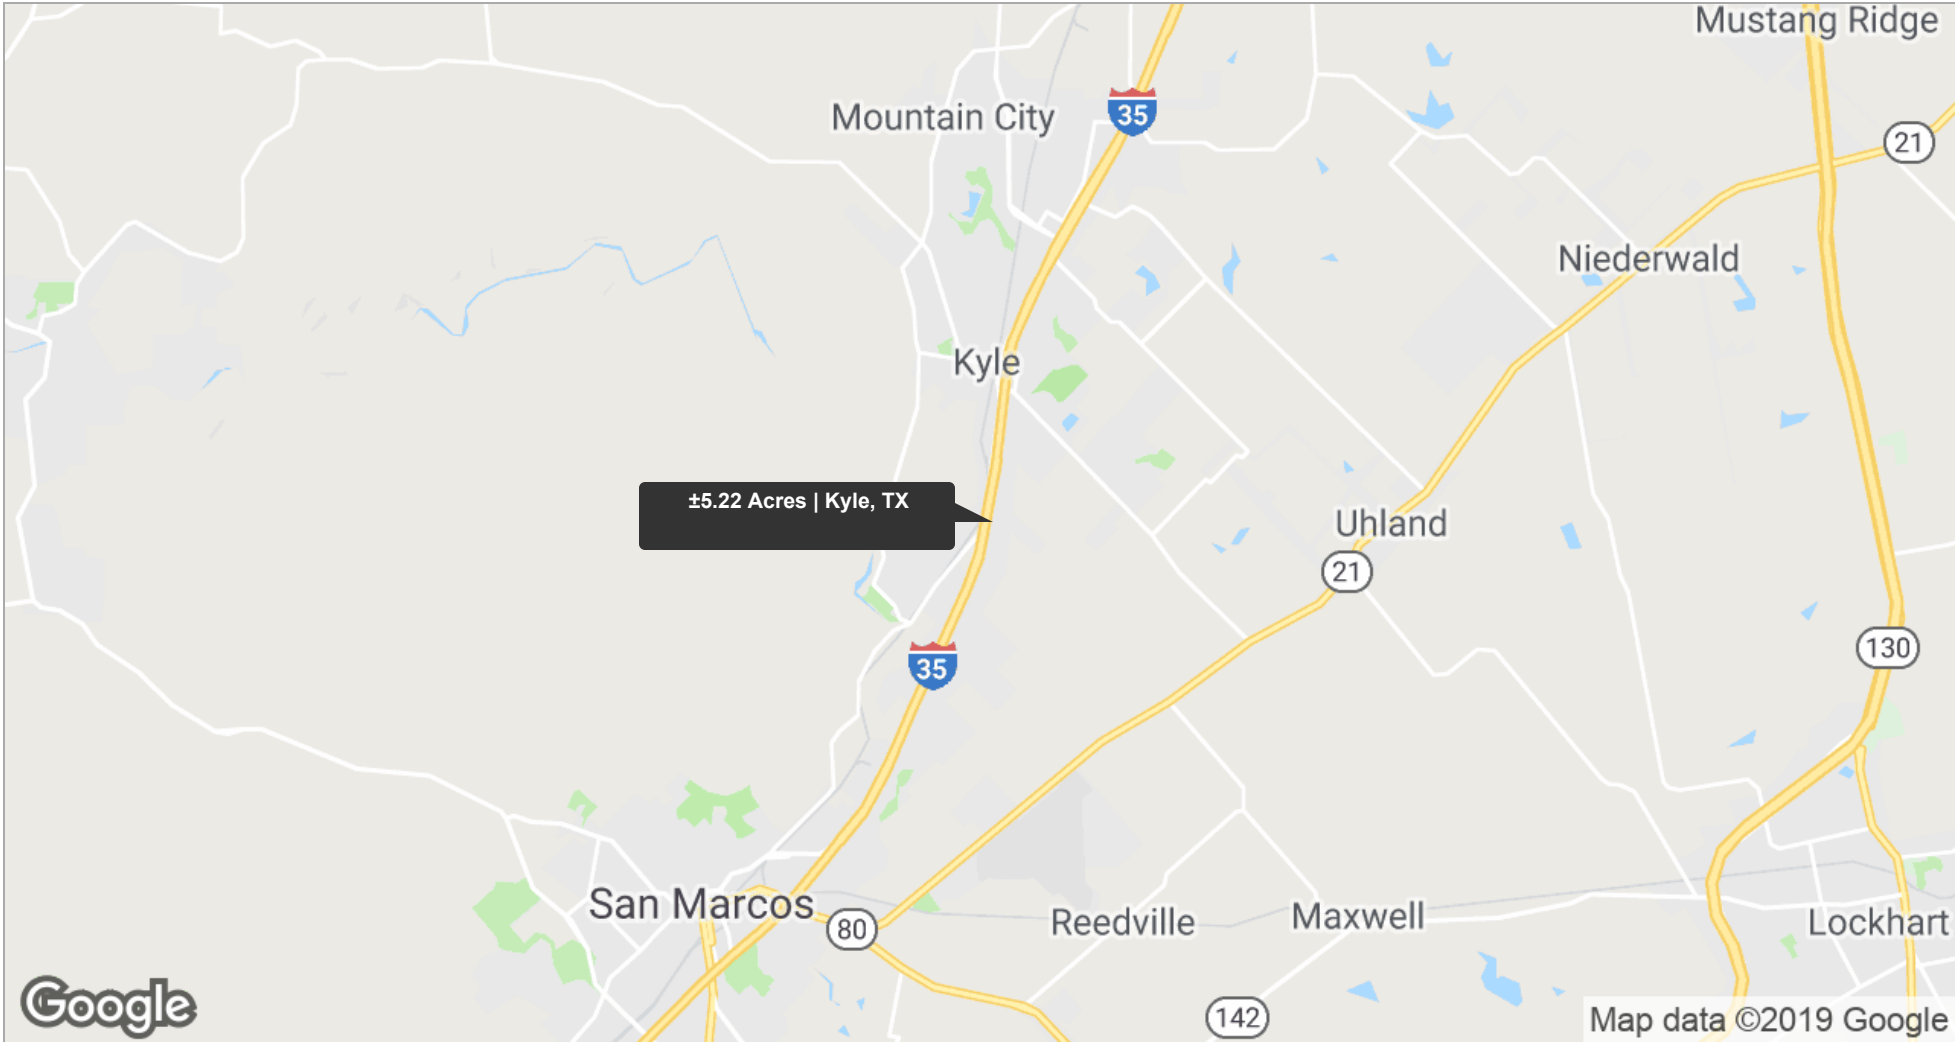 Mustang Ridge
Mountain City
35
21
Niederwald
Kyle
±5.22 Acres | Kyle, TX
Uhland
21
35
130
San Marcos
80
Reedville
Maxwell
Lockhart
Google
142
Map data ©2019 Google